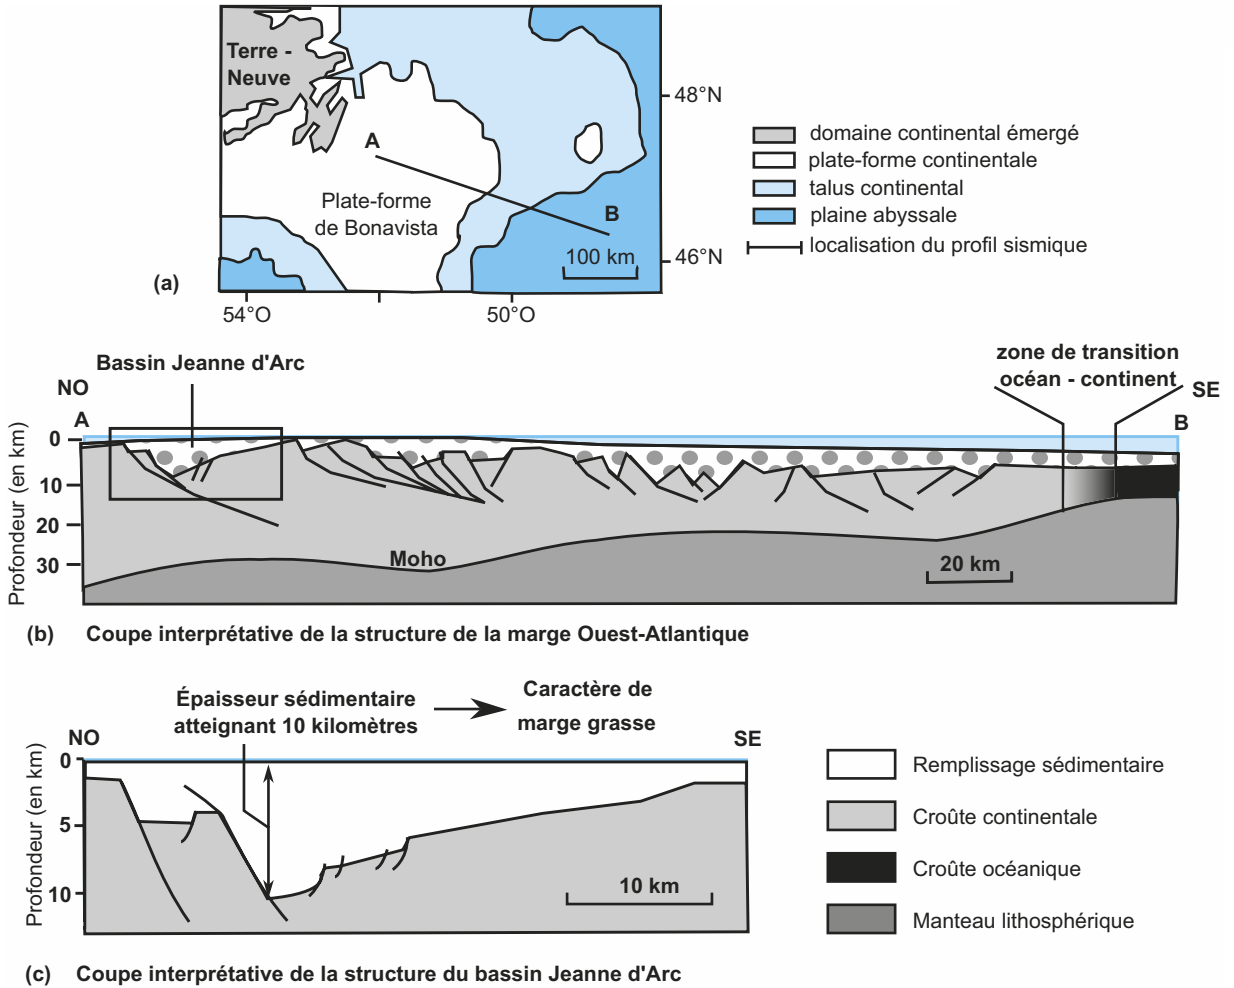 Terre -
Neuve
A
Plate-forme
de Bonavista
B
100 km
48°N
46°N
54°O
50°O
(a)
domaine continental émergé
plate-forme continentale
talus continental
plaine abyssale
localisation du profil sismique
Bassin Jeanne d'Arc
zone de transition
océan - continent
NO
SE
A
B
Profondeur (en km)
0
10
20
30
Moho
20 km
(b) Coupe interprétative de la structure de la marge Ouest-Atlantique
Épaisseur sédimentaire
atteignant 10 kilomètres
Caractère de
marge grasse
NO
SE
Profondeur (en km)
0
5
10
10 km
Remplissage sédimentaire
Croûte continentale
Croûte océanique
Manteau lithosphérique
(c) Coupe interprétative de la structure du bassin Jeanne d'Arc